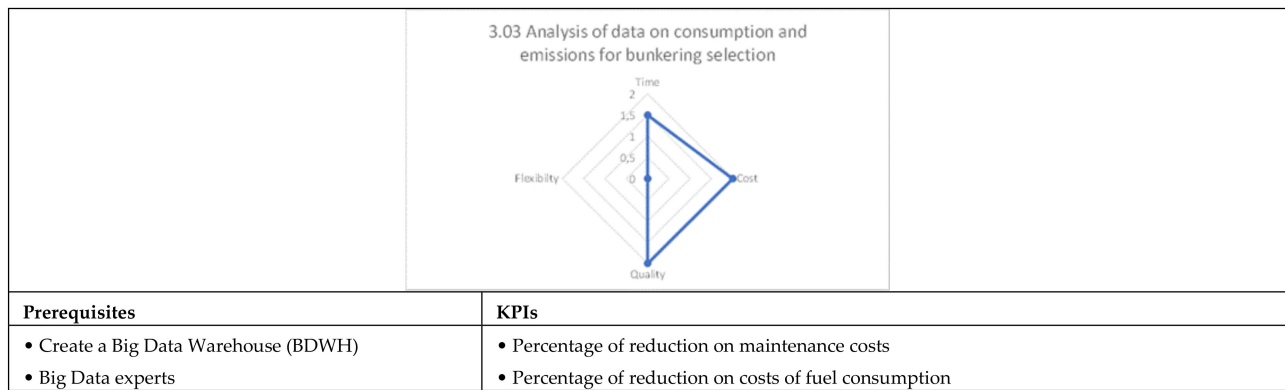 3.03 Analysis of data on consumption and
emissions for bunkering selection
Time
2
1,5
1
0,5
Flexibilty
0
Cost
Quality
Prerequisites
KPIs
• Create a Big Data Warehouse (BDWH)
• Percentage of reduction on maintenance costs
• Big Data experts
• Percentage of reduction on costs of fuel consumption